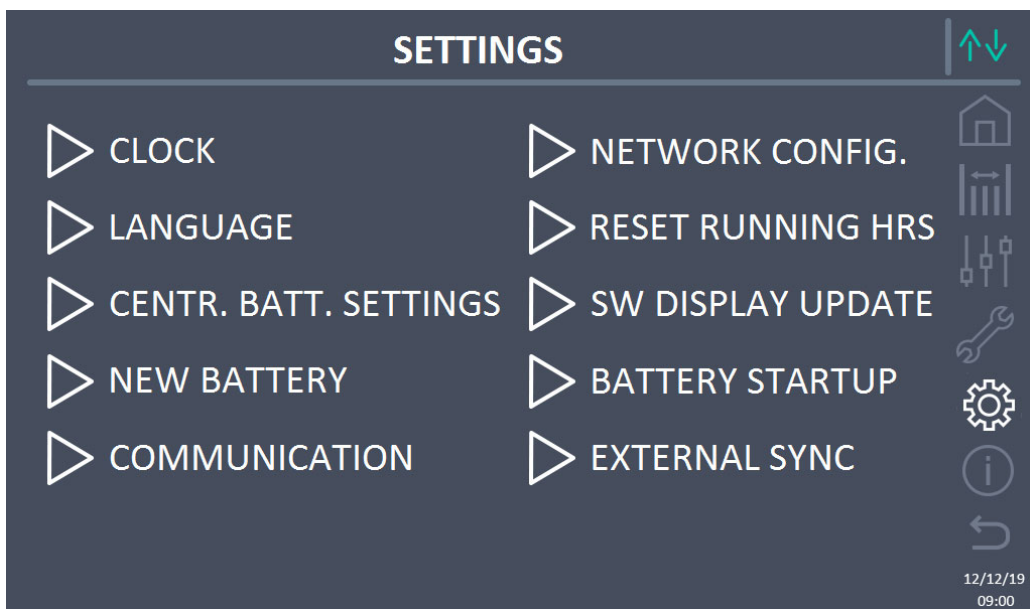 SETTINGS
CLOCK
LANGUAGE
CENTR. BATT. SETTINGS
NEW BATTERY
COMMUNICATION
NETWORK CONFIG.
RESET RUNNING HRS
SW DISPLAY UPDATE
BATTERY STARTUP
EXTERNAL SYNC
12/12/19
09:00